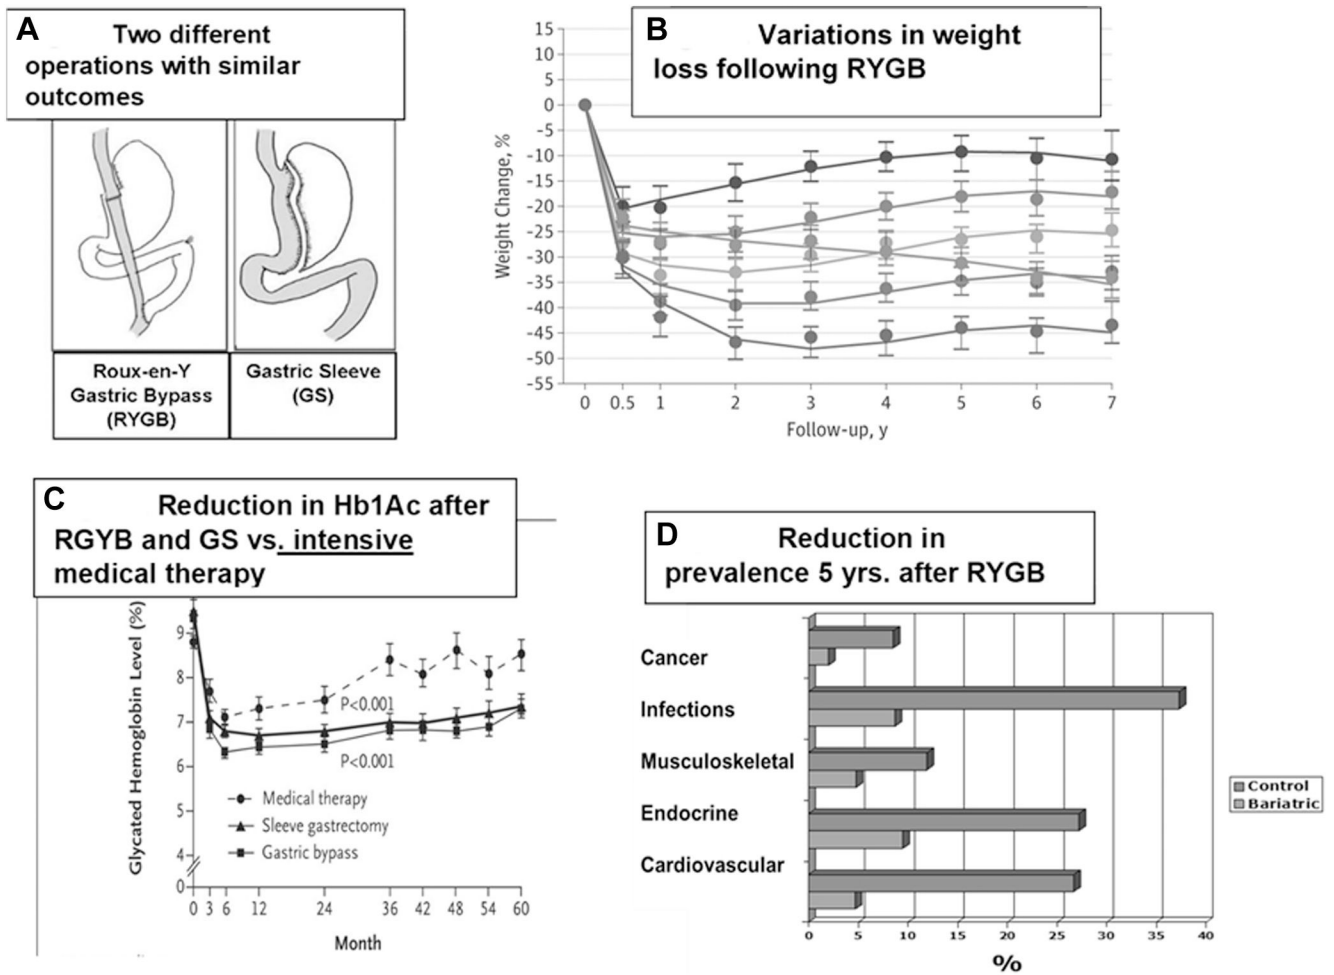 A
Two different
operations with similar
outcomes
Roux-en-Y
Gastric Bypass
(RYGB)
Gastric Sleeve
(GS)
B
Variations in weight
loss following RYGB
Weight Change, %
15
10
5
0
-5
-10
-15
-20
-25
-30
-35
-40
-45
-50
-55
0 0.5 1 2 3 4 5 6 7
Follow-up, y
C
Reduction in Hb1Ac after
RGYB and GS vs. intensive
medical therapy
Glycated Hemoglobin Level (%)
9
8
7
6
5
4
0
P<0.001
P<0.001
Medical therapy
Sleeve gastrectomy
Gastric bypass
0 3 6 12 24 36 42 48 54 60
Month
D
Reduction in
prevalence 5 yrs. after RYGB
Cancer
Infections
Musculoskeletal
Endocrine
Cardiovascular
Control
Bariatric
0 5 10 15 20 25 30 35 40
%